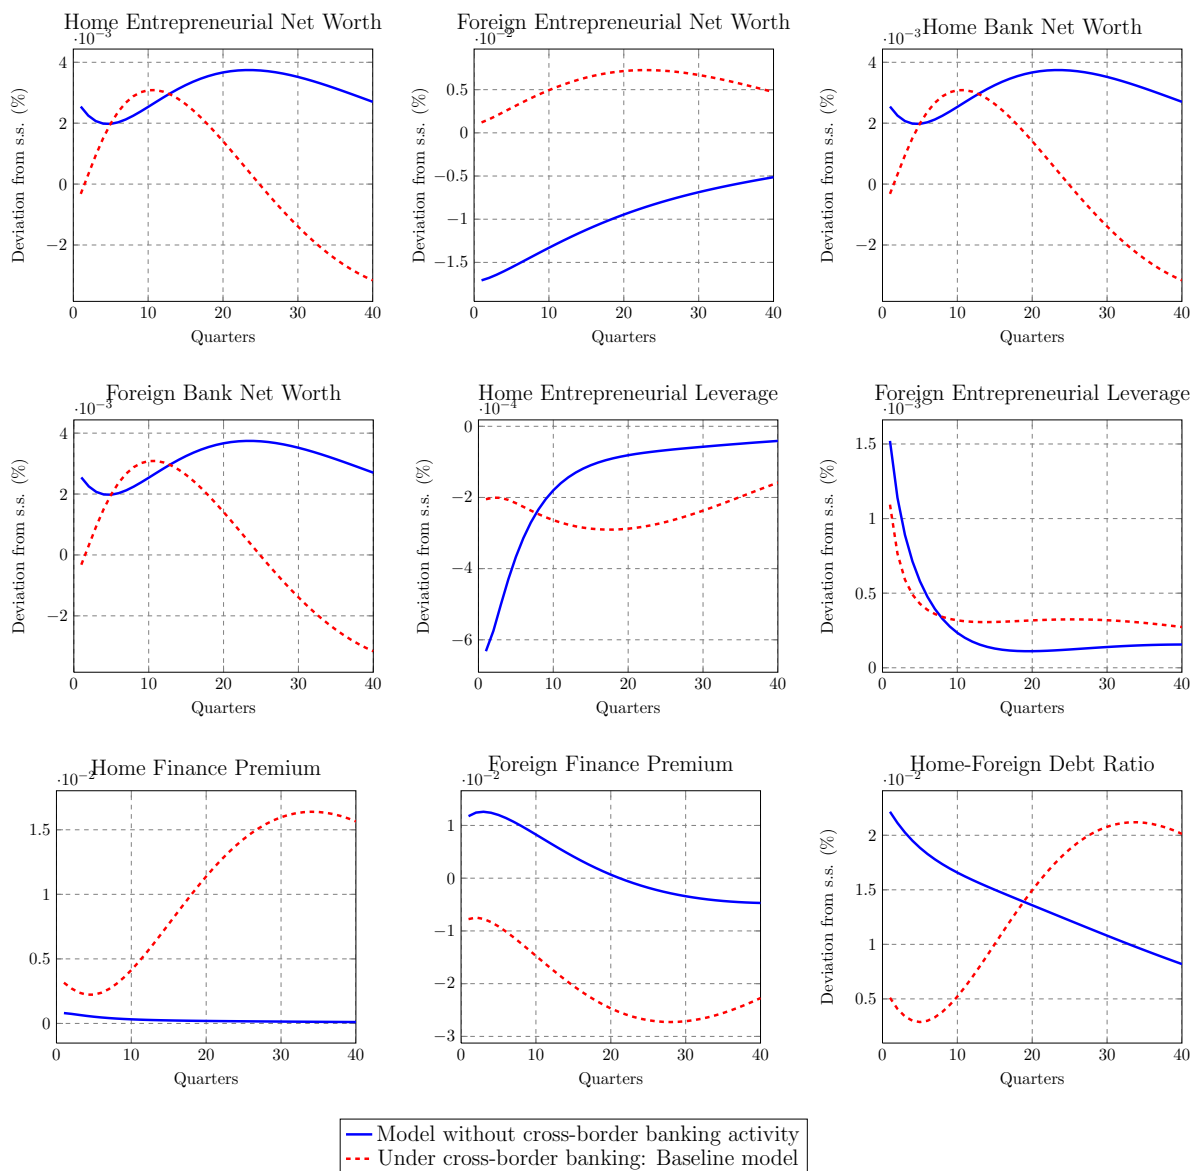 Home Entrepreneurial Net Worth
Foreign Entrepreneurial Net Worth
Home Bank Net Worth
·10⁻³
·10⁻²
·10⁻³
Deviation from s.s. (%)
4
2
0
−2
0 10 20 30 40
Quarters
Deviation from s.s. (%)
0.5
0
−0.5
−1
−1.5
0 10 20 30 40
Quarters
Deviation from s.s. (%)
4
2
0
−2
0 10 20 30 40
Quarters
Foreign Bank Net Worth
Home Entrepreneurial Leverage
Foreign Entrepreneurial Leverage
·10⁻³
·10⁻⁴
·10⁻³
Deviation from s.s. (%)
4
2
0
−2
0 10 20 30 40
Quarters
Deviation from s.s. (%)
0
−2
−4
−6
0 10 20 30 40
Quarters
Deviation from s.s. (%)
1.5
1
0.5
0
0 10 20 30 40
Quarters
Home Finance Premium
Foreign Finance Premium
Home-Foreign Debt Ratio
·10⁻²
·10⁻²
·10⁻²
1.5
1
0.5
0
0 10 20 30 40
Quarters
1
0
−1
−2
−3
0 10 20 30 40
Quarters
Deviation from s.s. (%)
2
1.5
1
0.5
0 10 20 30 40
Quarters
Model without cross-border banking activity
Under cross-border banking: Baseline model